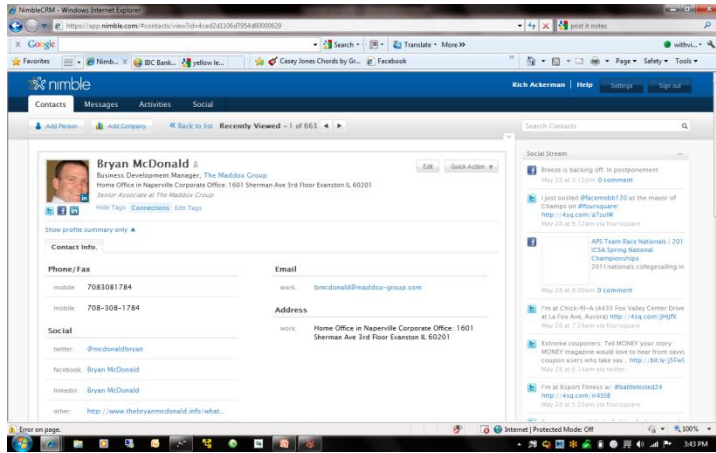 NimbleCRM - Windows Internet Explorer
https://app.nimble.com/#contacts/view?id=4ced2d1106d7954d60000629
post it notes
Google
Search
Translate
More >>
Favorites
Nimb...
IBC Bank...
yellow le...
Casey Jones Chords by Gr...
Facebook
Page
Safety
Tools
nimble
Rich Ackerman | Help
Settings
Sign out
Contacts Messages Activities Social
Add Person
Add Company
Back to list
Recently Viewed - 1 of 663
Search Contacts
Bryan McDonald
Business Development Manager, The Maddox Group
Home Office in Naperville Corporate Office: 1601 Sherman Ave 3rd Floor Evanston IL 60201
Senior Associate at The Maddox Group
Hide Tags Connections Edit Tags
Edit
Quick Action
Show profile summary only
Contact Info.
Phone/Fax
mobile: 7083081784
mobile: 708-308-1784
Social
twitter: @mcdonaldbryan
facebook: Bryan McDonald
linkedin: Bryan McDonald
other: http://www.thebryanmcdonald.info/what...
Email
work: bmcdonald@maddox-group.com
Address
work: Home Office in Naperville Corporate Office: 1601
Sherman Ave 3rd Floor Evanston IL 60201
Social Stream
Breeze is backing off. In postponement.
May 28 at 3:12pm 0 comment
I just ousted @facemobb120 as the mayor of
Champs on @foursquare!
May 28 at 9:12am via foursquare
APS Team Race Nationals | 201
ICSA Spring National
Championships
2011nationals.collegesailing.in
May 28 at 8:00am 0 comment
I'm at Chick-fil-A (4435 Fox Valley Center Drive
at La Fox Ave, Aurora)
May 28 at 7:24am via foursquare
Extreme couponers: Tell MONEY your story
MONEY magazine would love to hear from savvy
coupon users who take sav...
May 28 at 6:14am via twitter...
I'm at Xsport Fitness w/ @battletested24
May 28 at 5:25am via foursquare
Error on page.
Internet | Protected Mode: Off
100%
3:43 PM